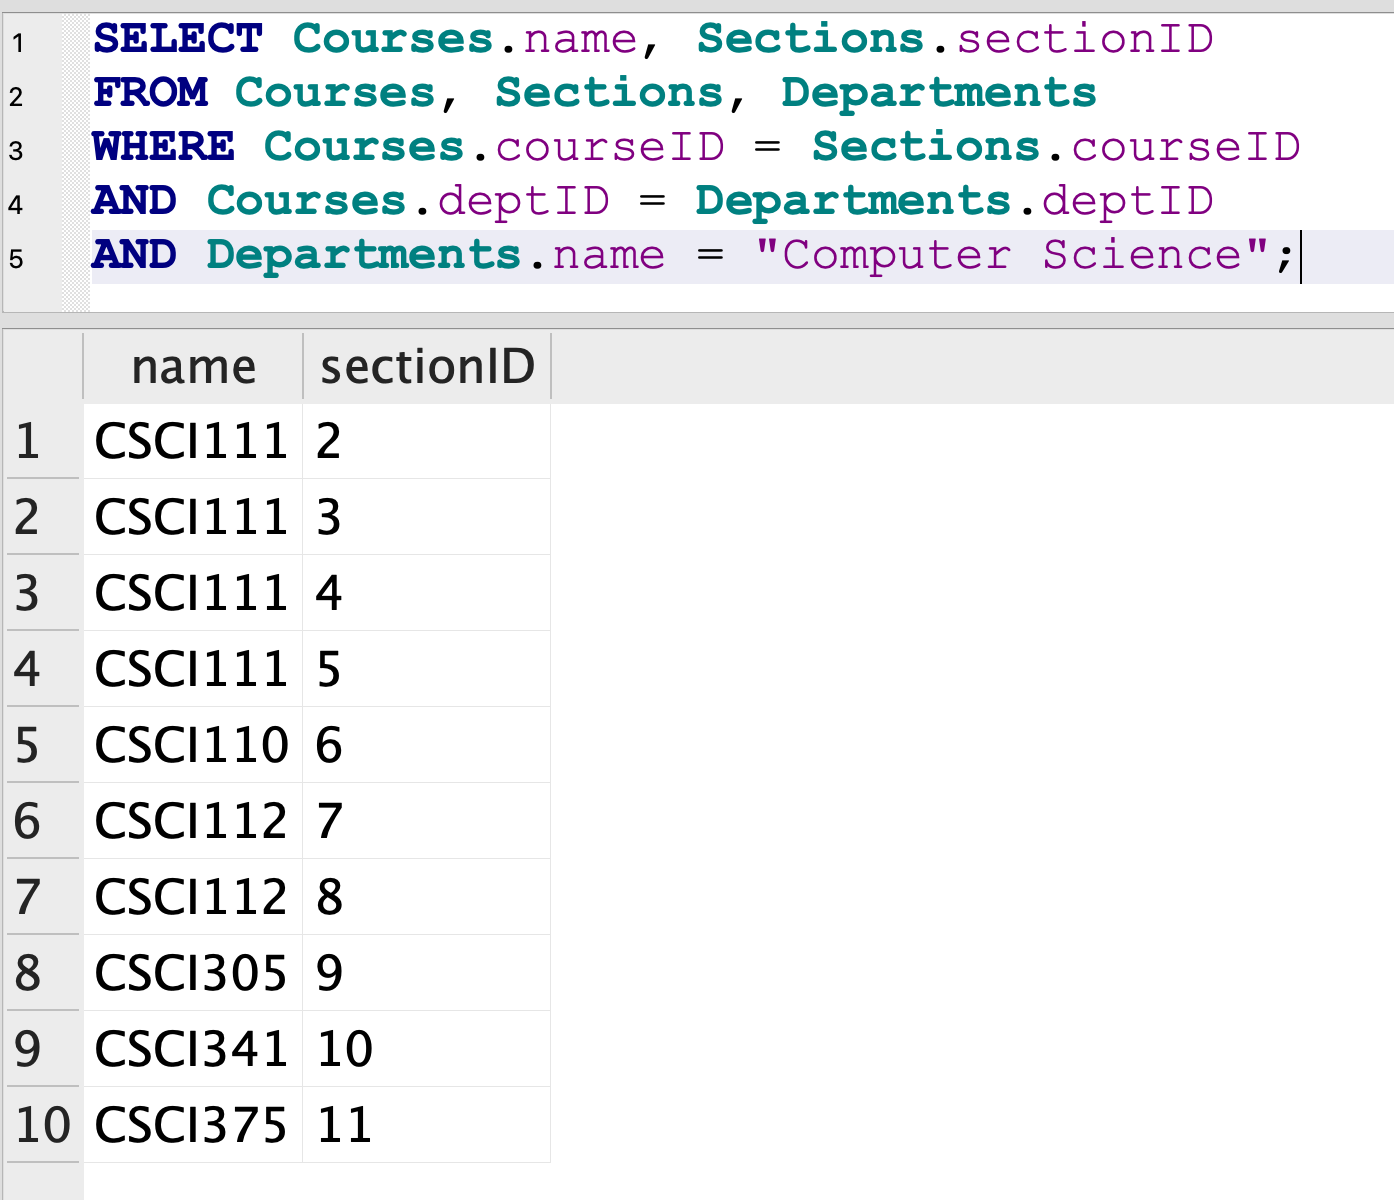 1 SELECT Courses.name, Sections.sectionID
2 FROM Courses, Sections, Departments
3 WHERE Courses.courseID = Sections.courseID
4 AND Courses.deptID = Departments.deptID
5 AND Departments.name = "Computer Science";
name sectionID
1 CSCI111 2
2 CSCI111 3
3 CSCI111 4
4 CSCI111 5
5 CSCI110 6
6 CSCI112 7
7 CSCI112 8
8 CSCI305 9
9 CSCI341 10
10 CSCI375 11